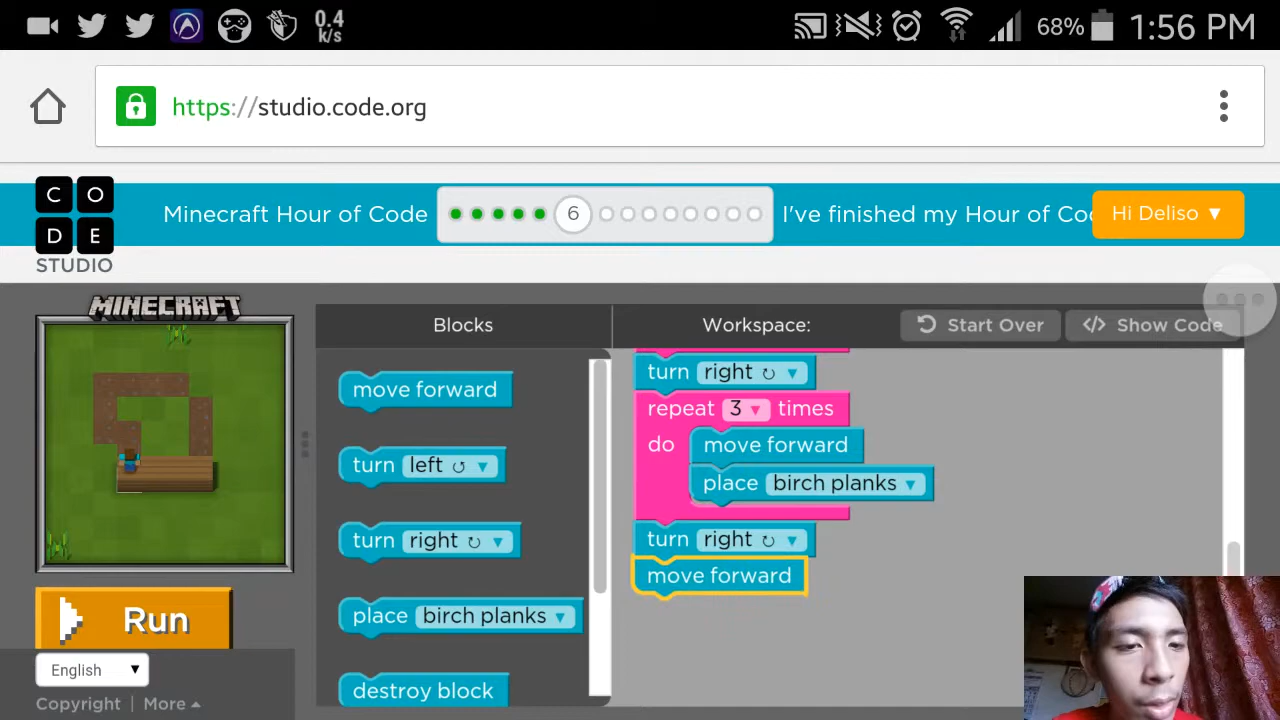 0.4
k/s
68% 1:56 PM
https://studio.code.org
C O
D E
STUDIO
Minecraft Hour of Code
6
I've finished my Hour of Co
Hi Deliso ▼
MINECRAFT
Blocks
Workspace:
Start Over
</> Show Code
move forward
turn left
turn right
place birch planks
destroy block
turn right
repeat 3 times
do move forward
place birch planks
turn right
move forward
Run
English
Copyright | More